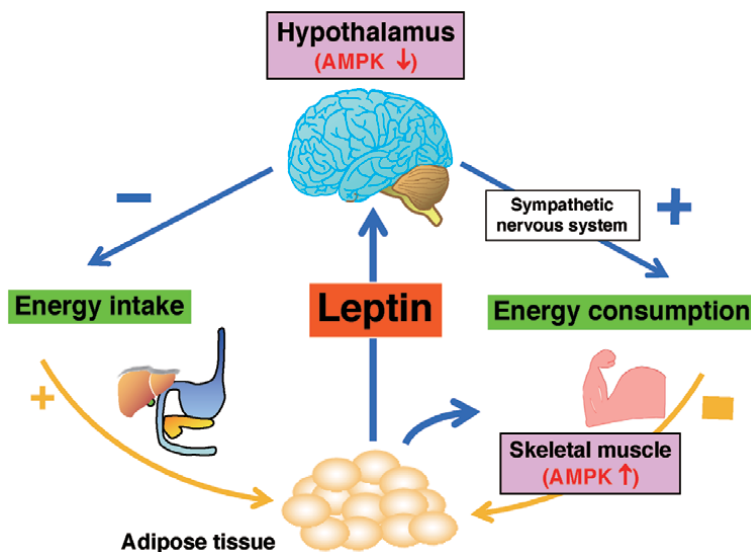 Hypothalamus
(AMPK ↓)
−
Sympathetic
nervous system
+
Energy intake
Leptin
Energy consumption
+
−
Skeletal muscle
(AMPK ↑)
Adipose tissue